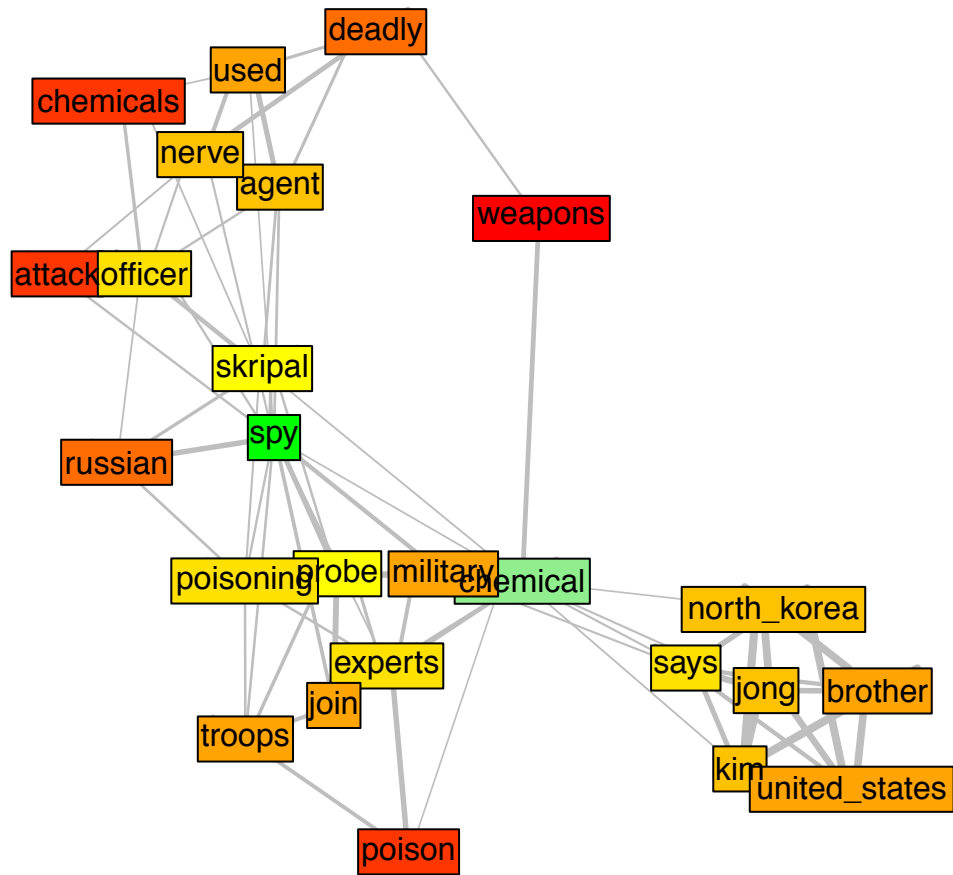 deadly
used
chemicals
nerve
agent
weapons
attack
officer
skripal
spy
russian
poisoning
probe
military
chemical
north_korea
experts
says
jong
brother
join
troops
kim
united_states
poison